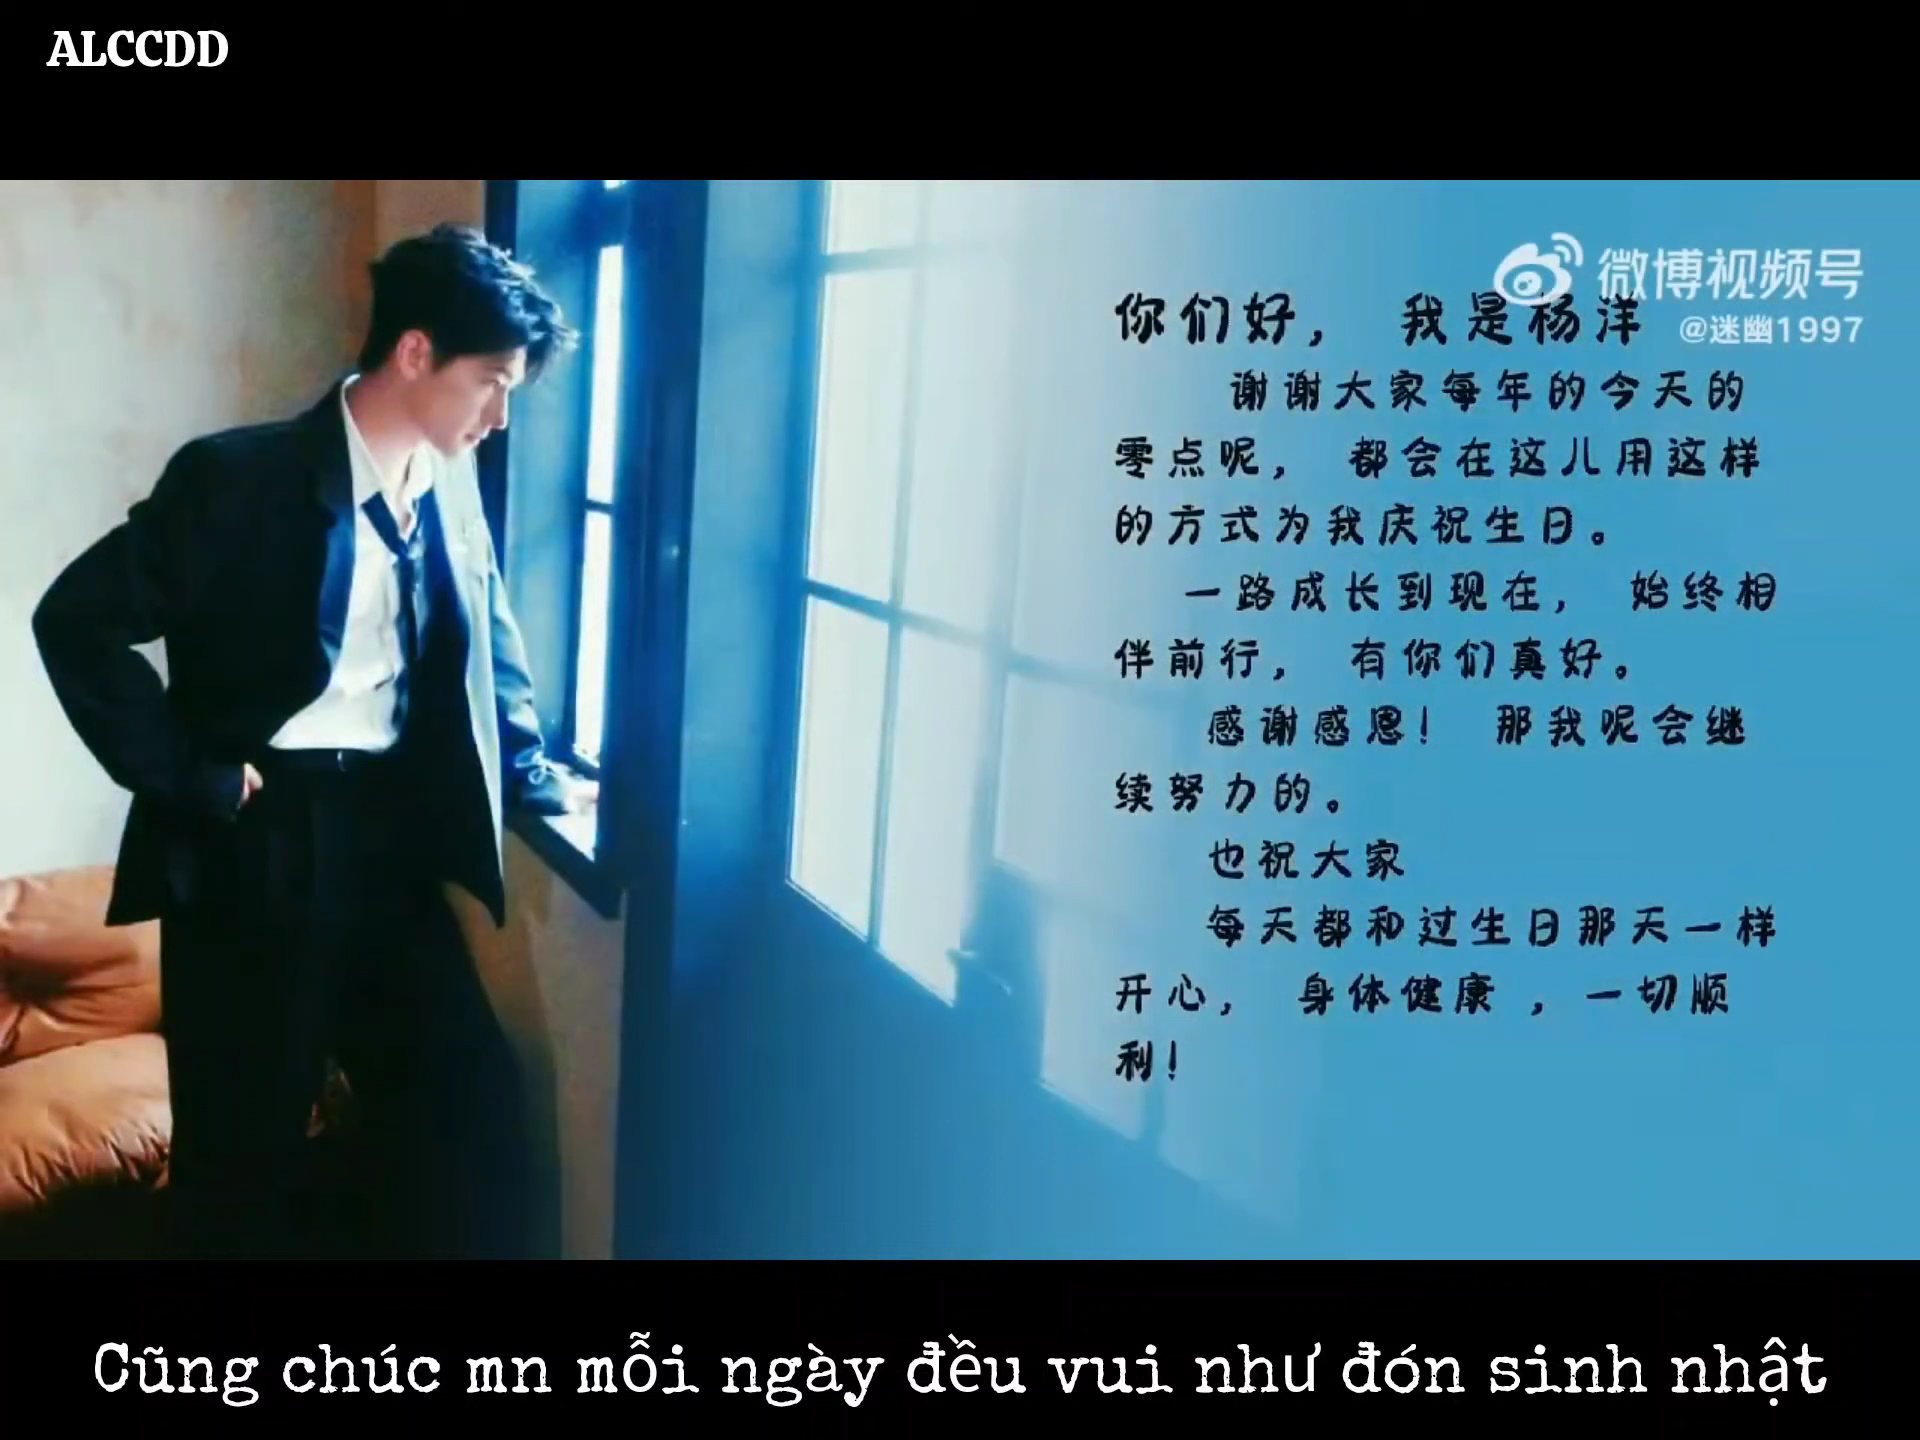 ALCCDD
微博视频号
@迷幽1997
你们好， 我是杨洋
谢谢大家每年的今天的
零点呢， 都会在这儿用这样
的方式为我庆祝生日。
一路成长到现在， 始终相
伴前行， 有你们真好。
感谢感恩！ 那我呢会继
续努力的。
也祝大家
每天都和过生日那天一样
开心， 身体健康 ，一切顺
利！
Cũng chúc mn mỗi ngày đều vui như đón sinh nhật